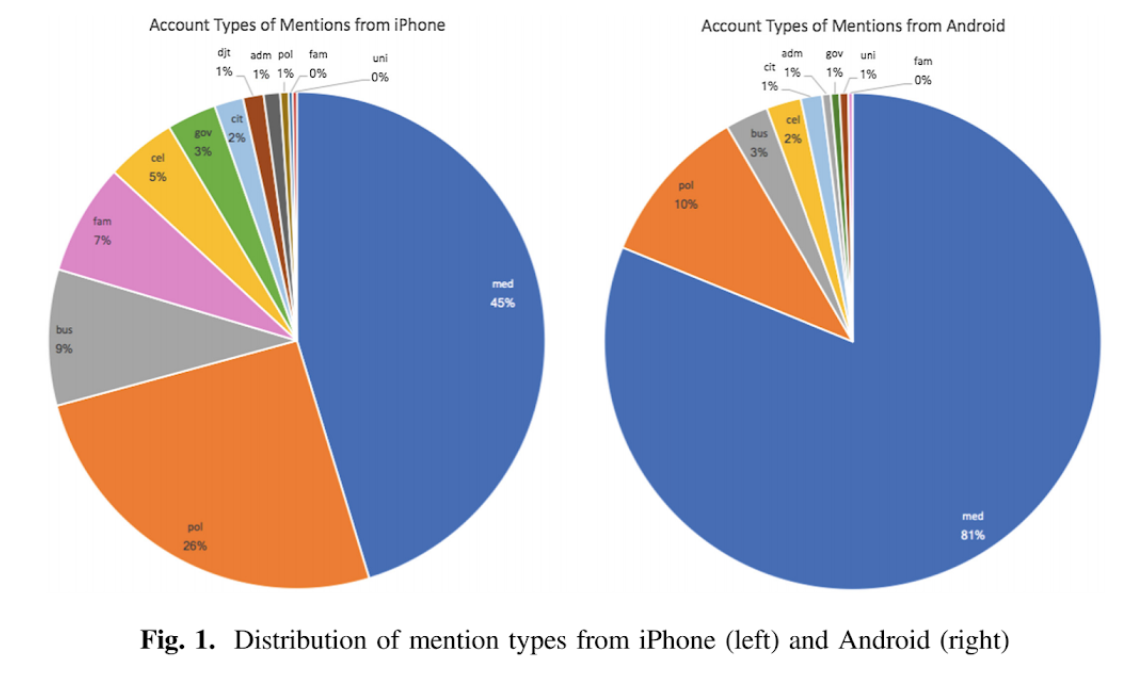 Account Types of Mentions from iPhone
djt
1%
adm
1%
pol
1%
fam
0%
uni
0%
cit
2%
gov
3%
cel
5%
fam
7%
bus
9%
pol
26%
med
45%
Account Types of Mentions from Android
cit
1%
adm
1%
gov
1%
uni
1%
fam
0%
cel
2%
bus
3%
pol
10%
med
81%
Fig. 1. Distribution of mention types from iPhone (left) and Android (right)